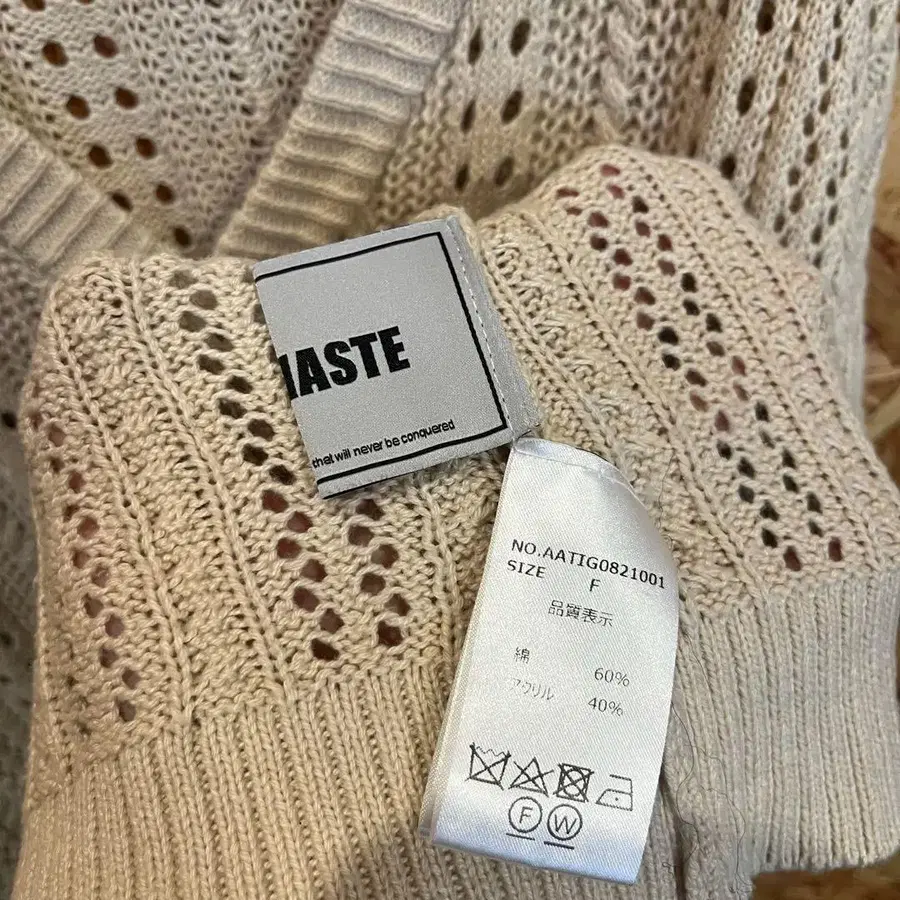 ASTE
that will never be conquered
NO.AATIG0821001
SIZE F
品質表示
綿 60%
アクリル 40%
F W